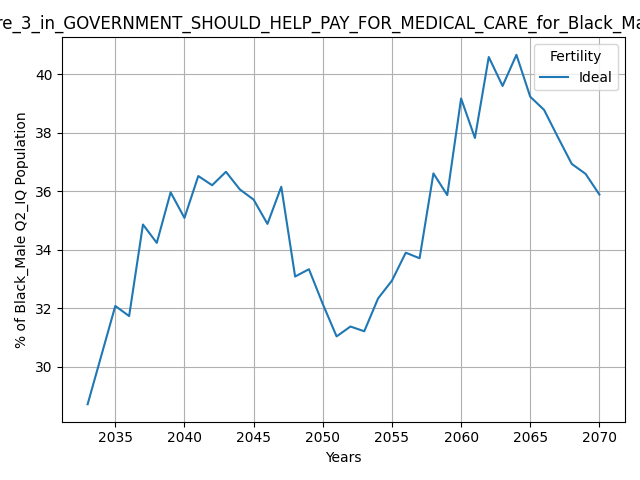 re_3_in_GOVERNMENT_SHOULD_HELP_PAY_FOR_MEDICAL_CARE_for_Black_Ma
Fertility
Ideal
% of Black_Male Q2_IQ Population
40
38
36
34
32
30
2035 2040 2045 2050 2055 2060 2065 2070
Years